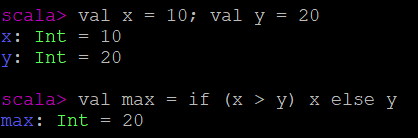 scala> val x = 10; val y = 20
x: Int = 10
y: Int = 20
scala> val max = if (x > y) x else y
max: Int = 20